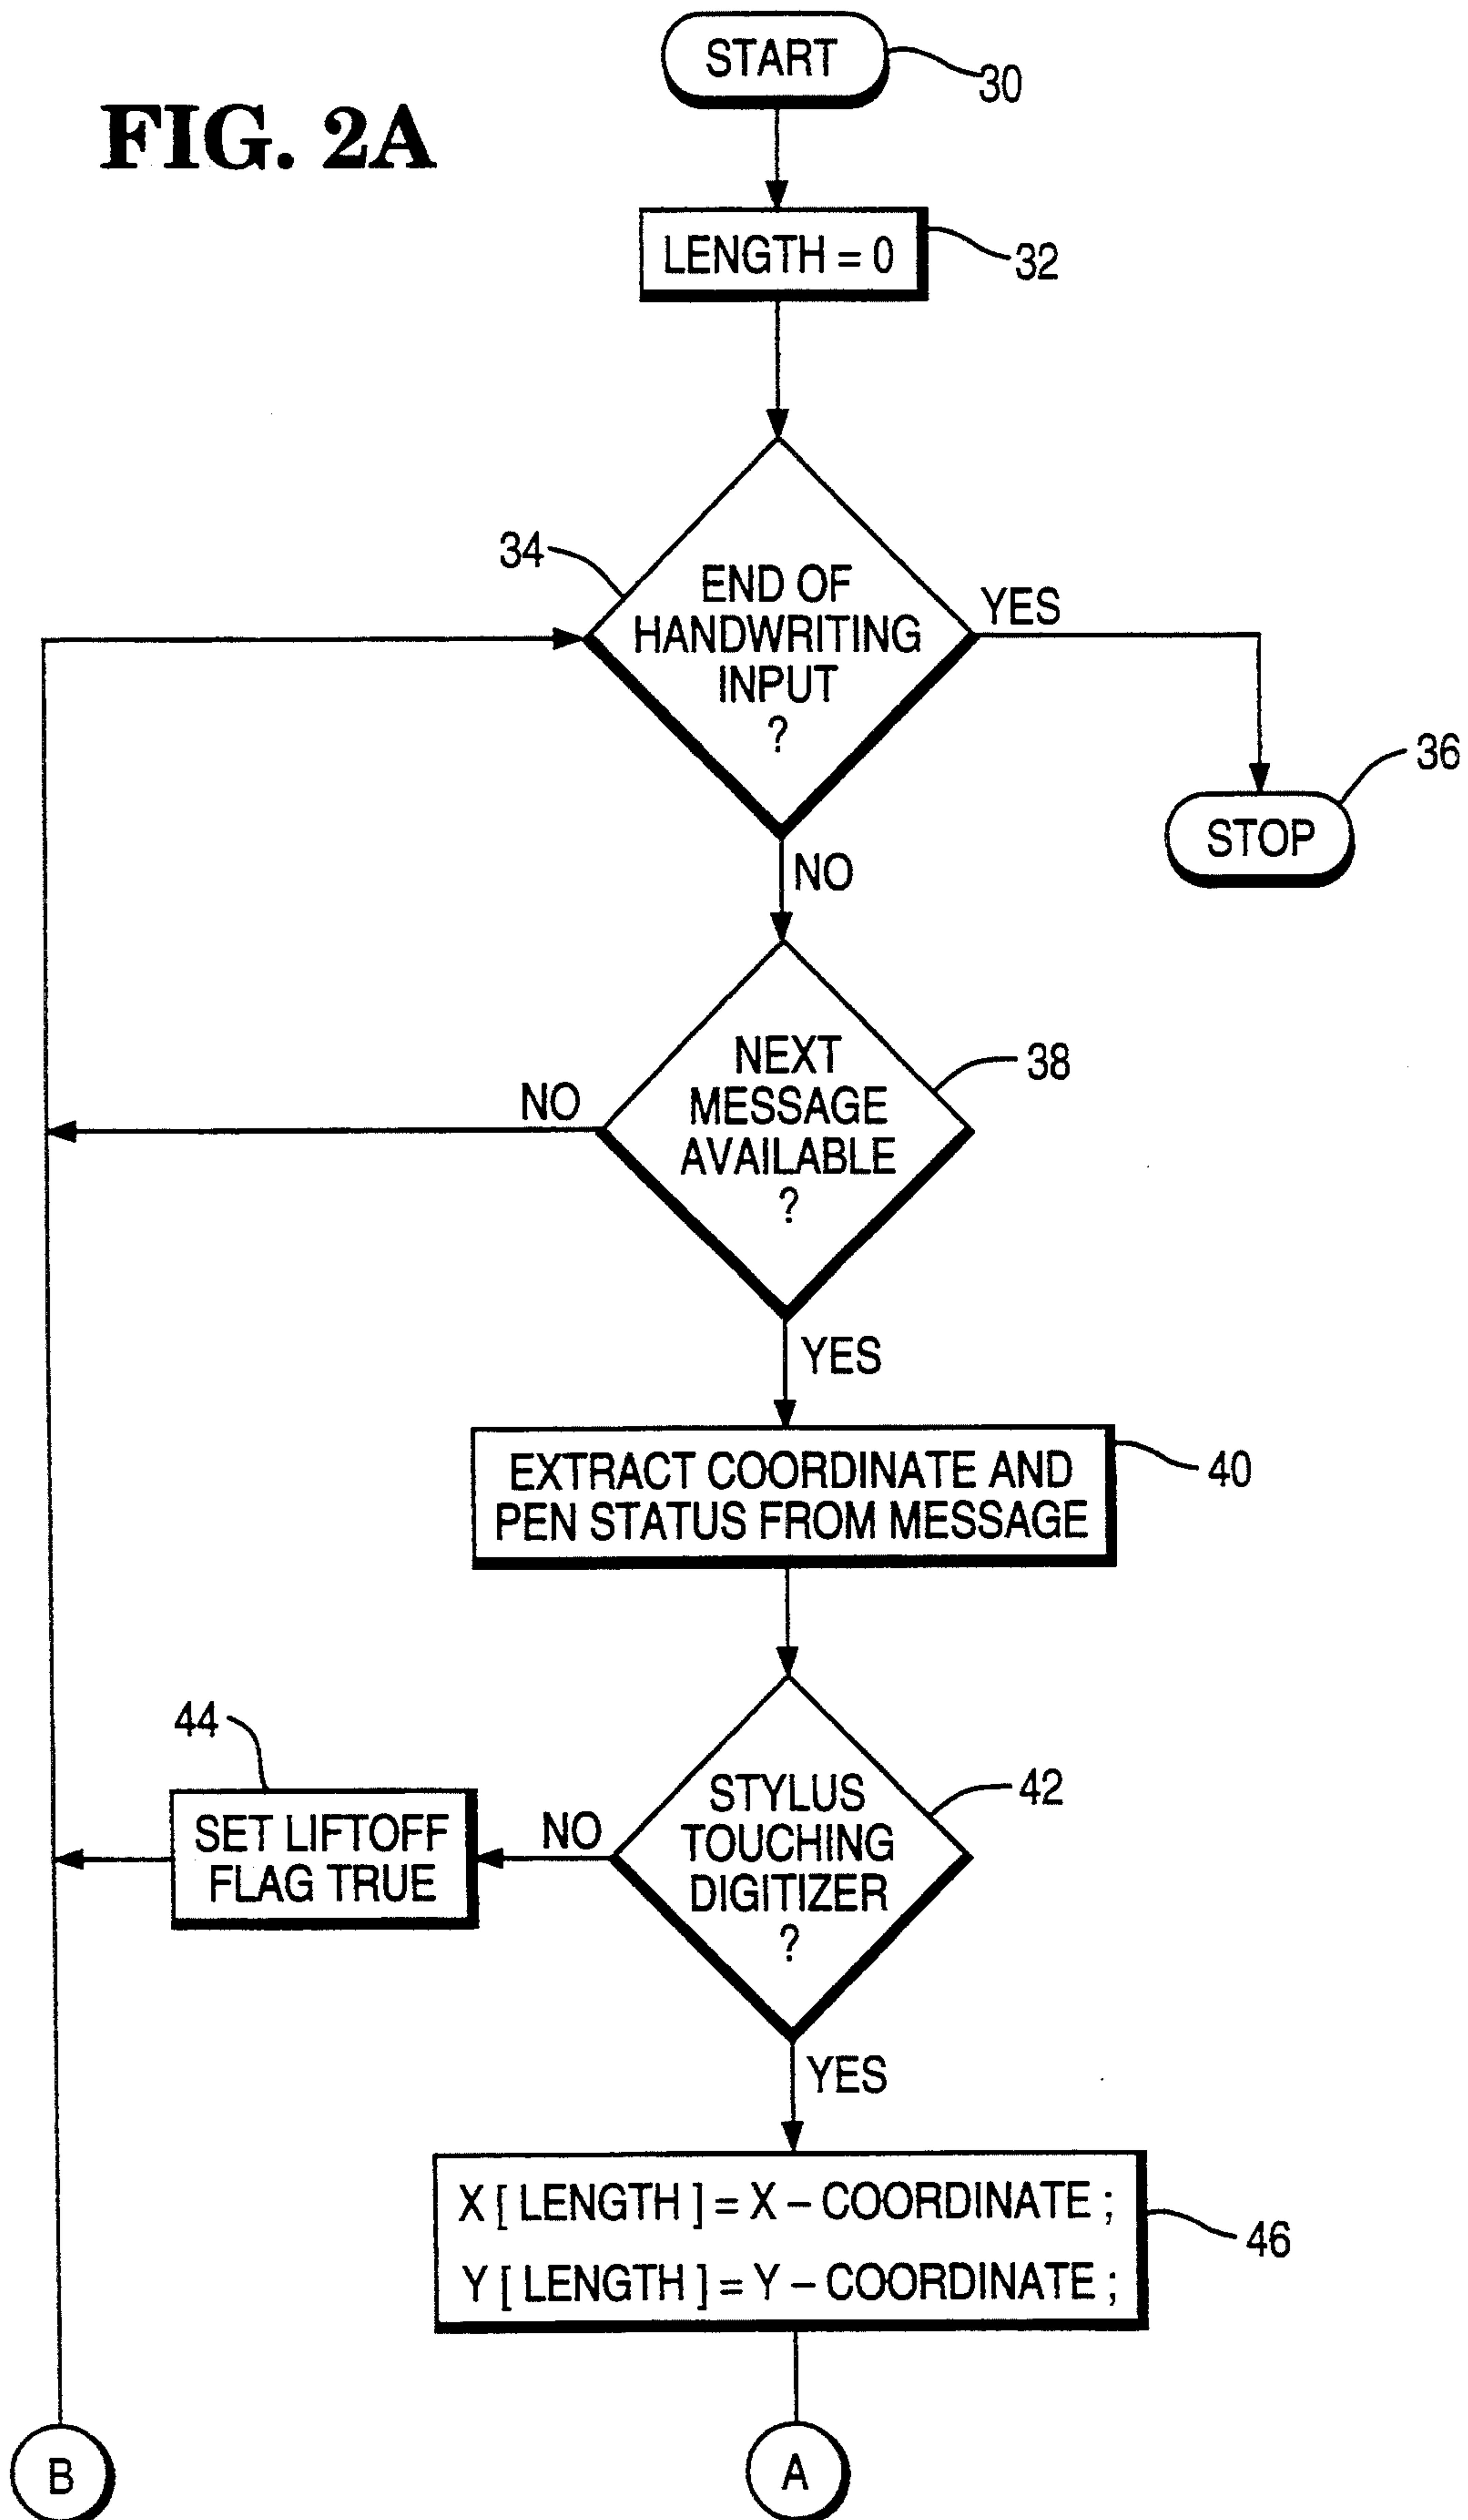 START
30
FIG. 2A
LENGTH = 0
32
34
END OF
HANDWRITING
INPUT
?
YES
36
STOP
NO
NEXT
MESSAGE
AVAILABLE
?
38
NO
YES
EXTRACT COORDINATE AND
PEN STATUS FROM MESSAGE
40
44
SET LIFTOFF
FLAG TRUE
NO
STYLUS
TOUCHING
DIGITIZER
?
42
YES
X [ LENGTH ] = X – COORDINATE ;
Y [ LENGTH ] = Y – COORDINATE ;
46
B
A